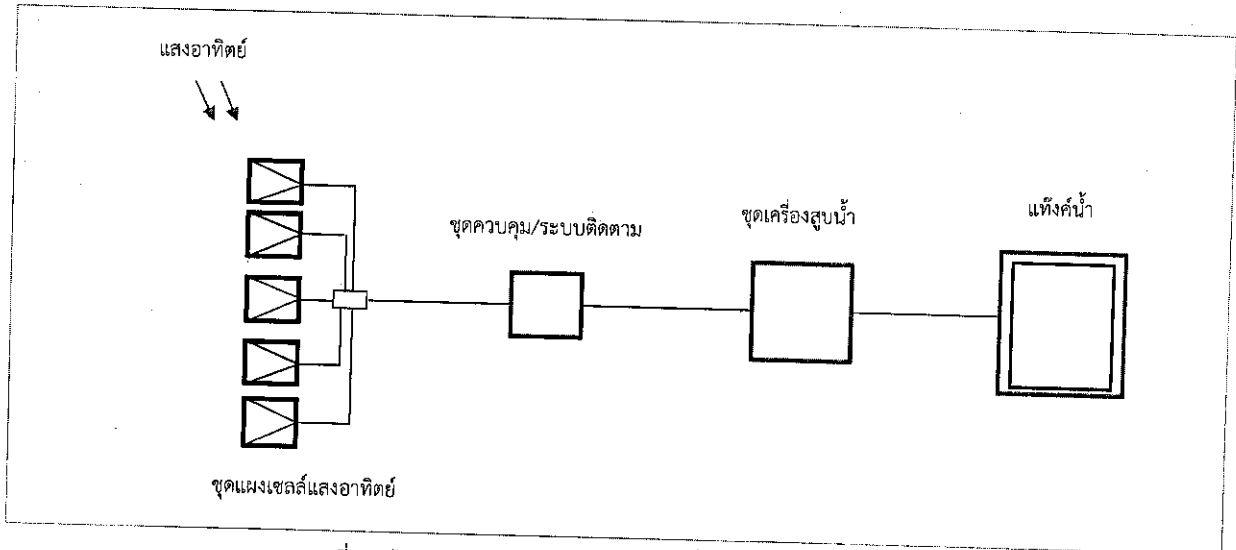 แสงอาทิตย์
ชุดควบคุม/ระบบติดตาม
ชุดเครื่องสูบน้ำ
แท๊งค์น้ำ
ชุดแผงเซลล์แสงอาทิตย์